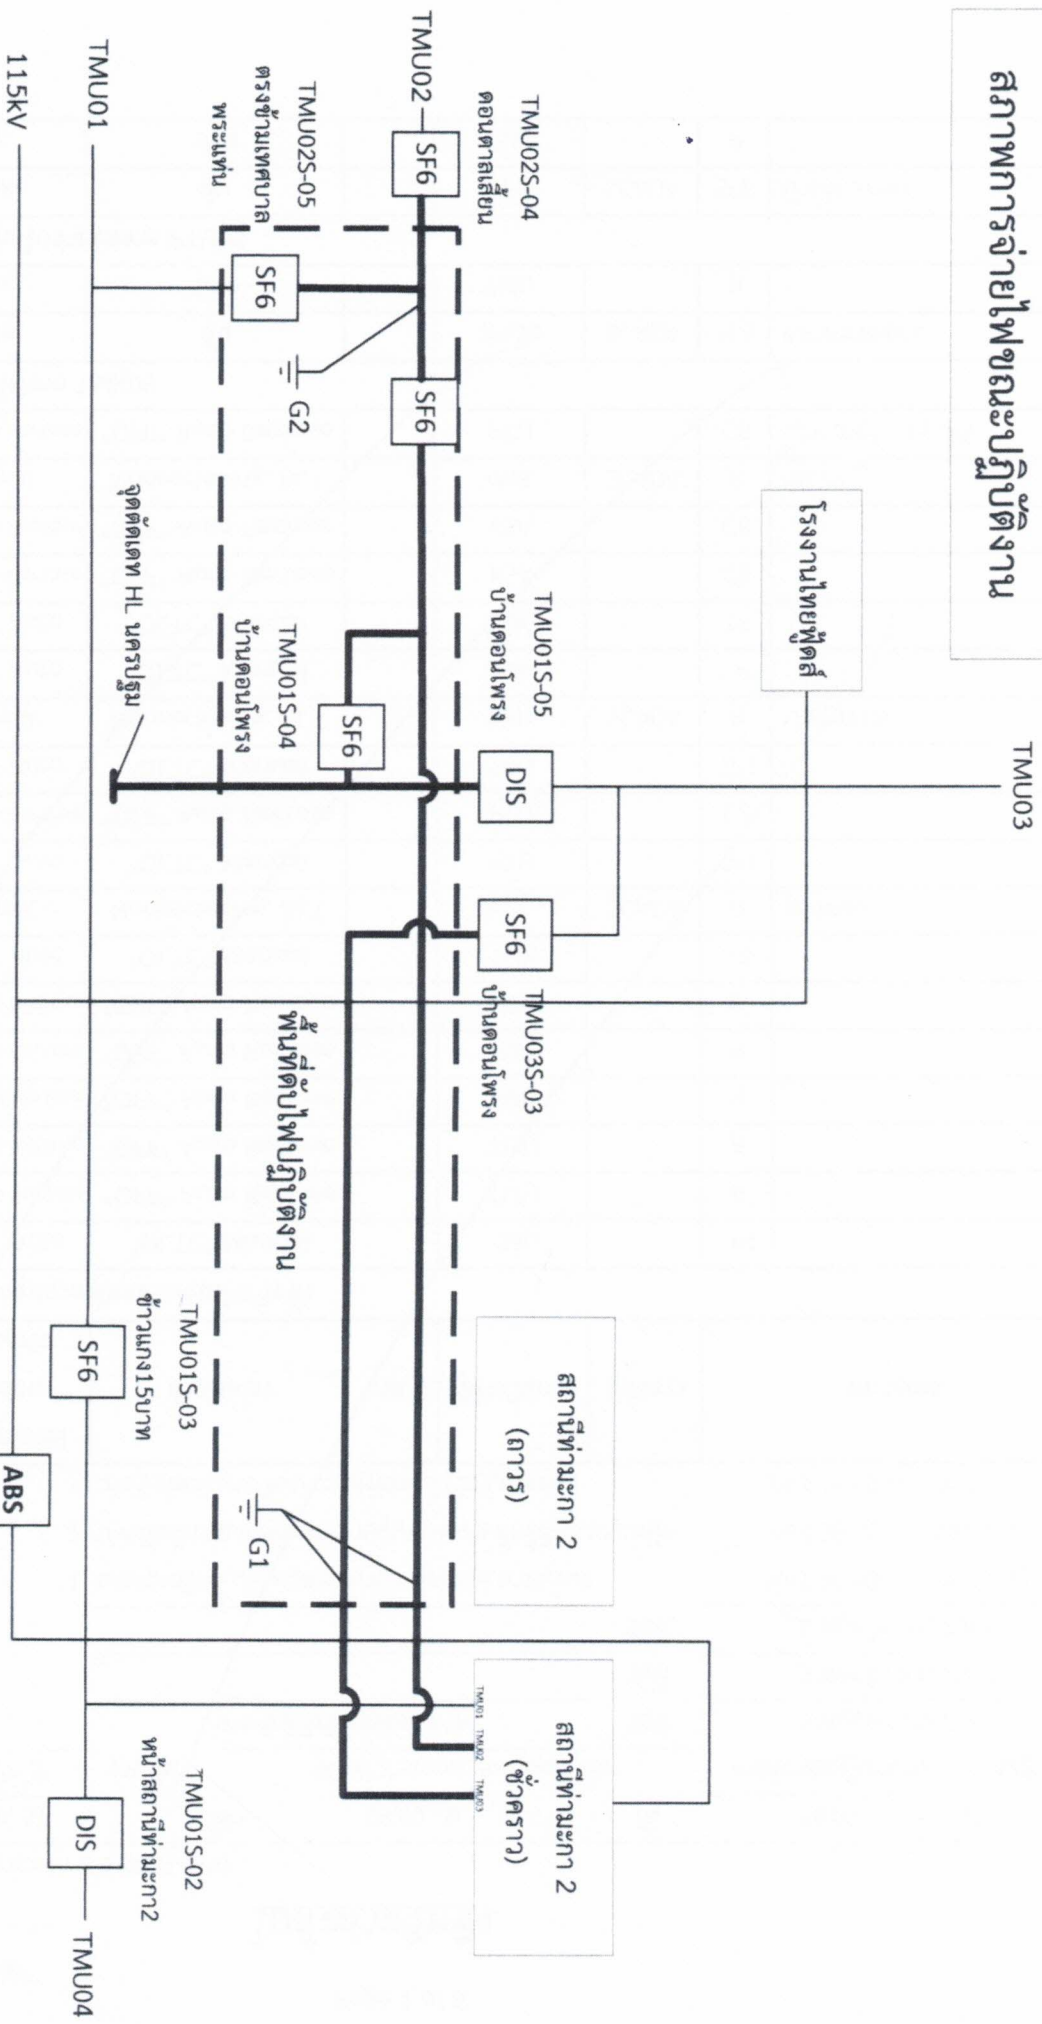 สภาพการจ่ายไฟขณะปฏิบัติงาน
TMU03
โรงงานไทยฟู้ดส์
TMU02S-04
ดอนตาลเสี้ยน
TMU02
SF6
TMU02S-05
ตรงข้ามเทศบาล
พระแท่น
SF6
G2
SF6
TMU01S-05
บ้านดอนโพรง
DIS
TMU03S-03
บ้านดอนโพรง
SF6
TMU01S-04
บ้านดอนโพรง
SF6
จุดตัดเดท HL นครปฐม
พื้นที่ดับไฟปฏิบัติงาน
สถานีท่ามะกา 2
(ถาวร)
สถานีท่ามะกา 2
(ชั่วคราว)
TMU01
TMU02
TMU03
G1
TMU01
TMU01S-03
ข้าวแกง15บาท
SF6
TMU01S-02
หน้าสถานีท่ามะกา2
DIS
TMU04
115kV
ABS